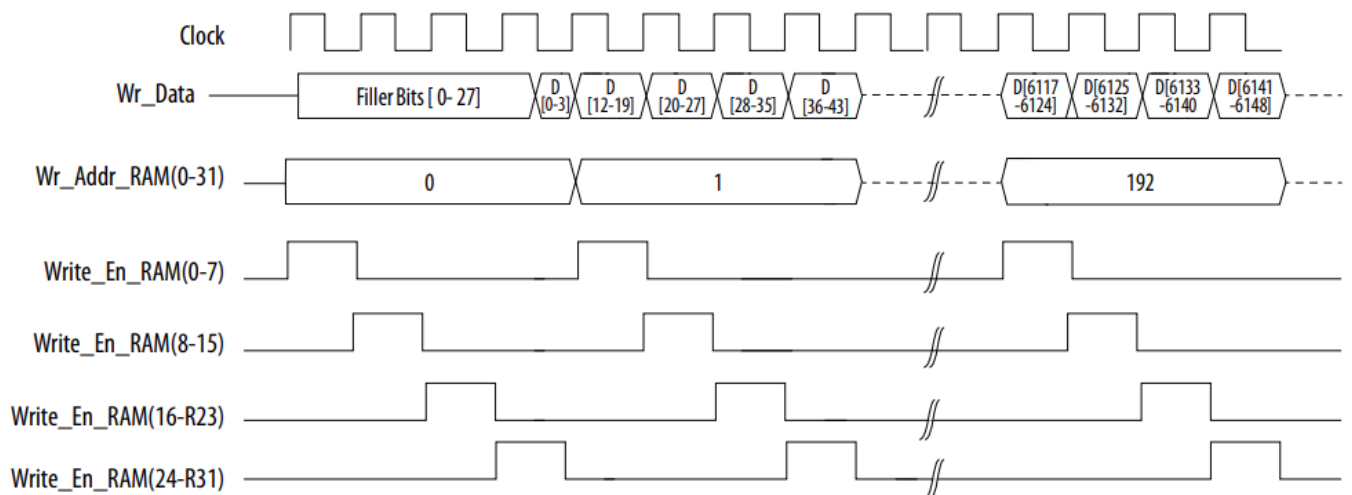 Clock
Wr_Data
Filler Bits [ 0- 27]
D
[0-3]
D
[12-19]
D
[20-27]
D
[28-35]
D
[36-43]
D[6117
-6124]
D[6125
-6132]
D[6133
-6140
D[6141
-6148]
Wr_Addr_RAM(0-31)
0
1
192
Write_En_RAM(0-7)
Write_En_RAM(8-15)
Write_En_RAM(16-R23)
Write_En_RAM(24-R31)